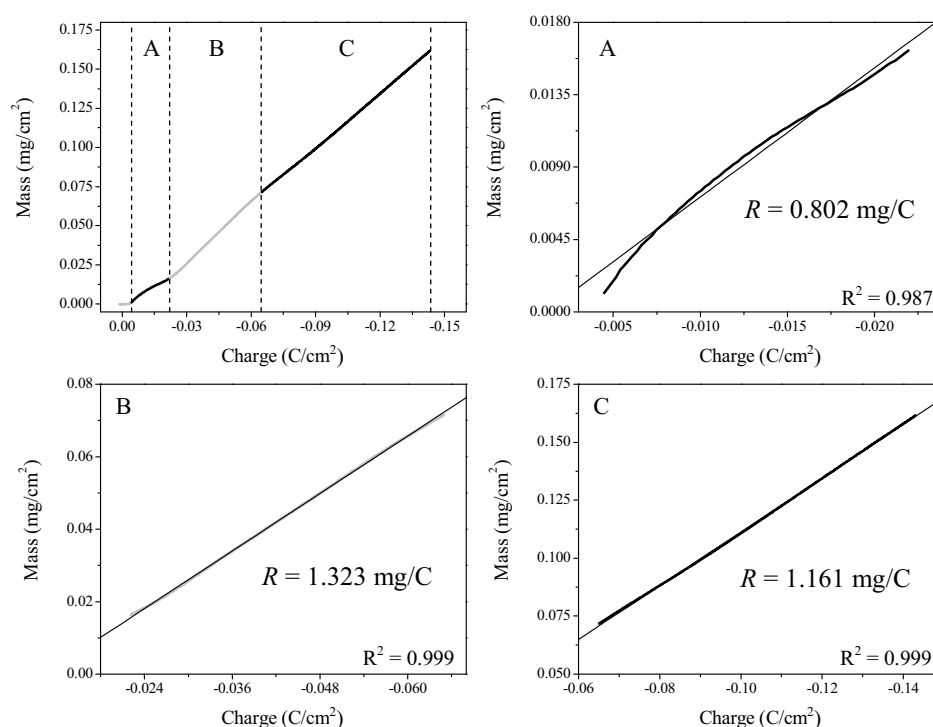 A B C
0.175
0.150
0.125
0.100
0.075
0.050
0.025
0.000
Mass (mg/cm²)
0.00 -0.03 -0.06 -0.09 -0.12 -0.15
Charge (C/cm²)
A
0.0180
0.0135
0.0090
0.0045
0.0000
Mass (mg/cm²)
R = 0.802 mg/C
R² = 0.987
-0.005 -0.010 -0.015 -0.020
Charge (C/cm²)
B
0.08
0.06
0.04
0.02
0.00
Mass (mg/cm²)
R = 1.323 mg/C
R² = 0.999
-0.024 -0.036 -0.048 -0.060
Charge (C/cm²)
C
0.175
0.150
0.125
0.100
0.075
0.050
Mass (mg/cm²)
R = 1.161 mg/C
R² = 0.999
-0.06 -0.08 -0.10 -0.12 -0.14
Charge (C/cm²)